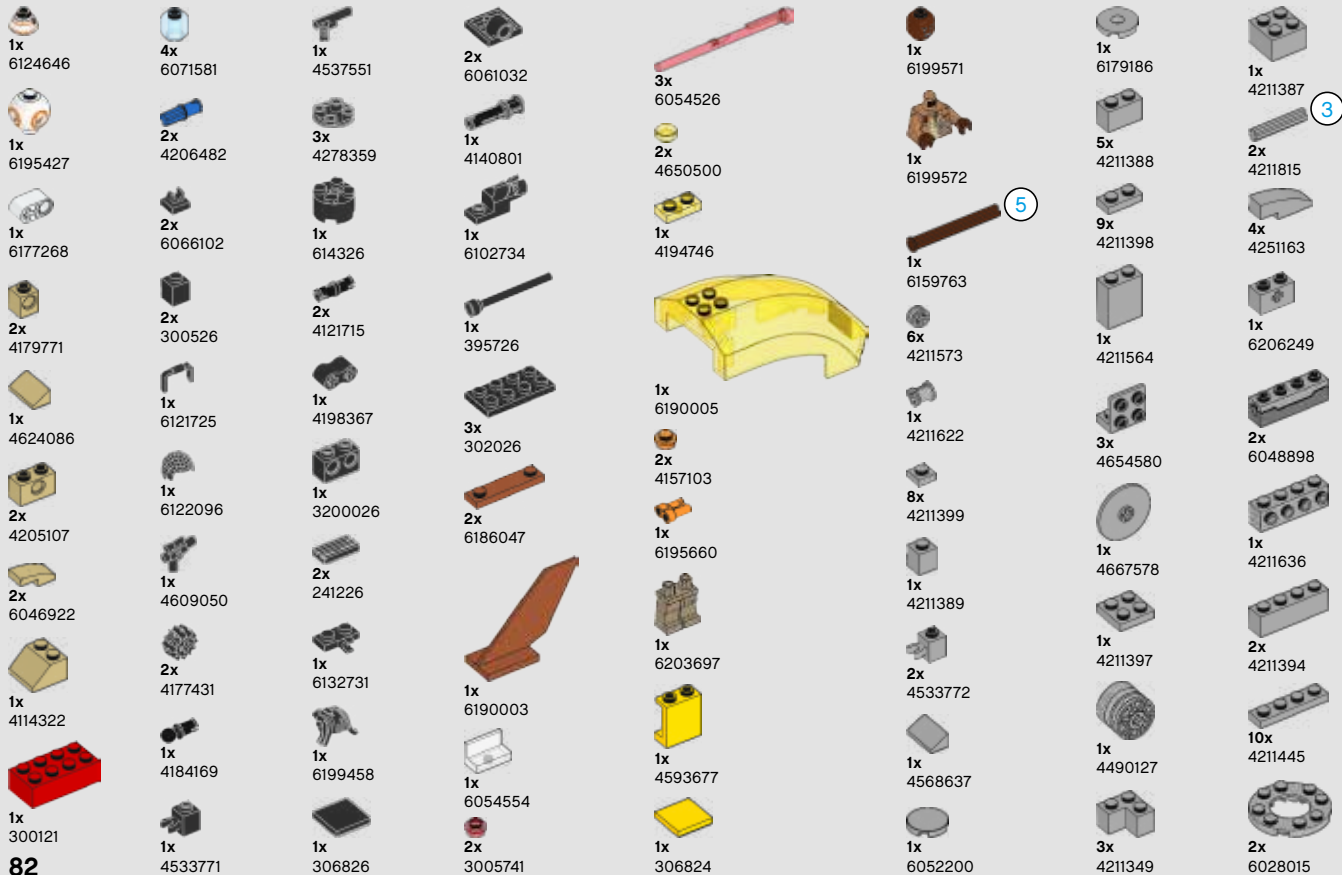 1x
6124646
1x
6195427
1x
6177268
2x
4179771
1x
4624086
2x
4205107
2x
6046922
1x
4114322
1x
300121
82
4x
6071581
2x
4206482
2x
6066102
2x
300526
1x
6121725
1x
6122096
1x
4609050
2x
4177431
1x
4184169
1x
4533771
1x
4537551
3x
4278359
1x
614326
2x
4121715
1x
4198367
1x
3200026
2x
241226
1x
6132731
1x
6199458
1x
306826
2x
6061032
1x
4140801
1x
6102734
1x
395726
3x
302026
2x
6186047
1x
6190003
1x
6054554
2x
3005741
3x
6054526
2x
4650500
1x
4194746
1x
6190005
2x
4157103
1x
6195660
1x
6203697
1x
4593677
1x
306824
1x
6199571
1x
6199572
5
1x
6159763
6x
4211573
1x
4211622
8x
4211399
1x
4211389
2x
4533772
1x
4568637
1x
6052200
1x
6179186
5x
4211388
9x
4211398
1x
4211564
3x
4654580
1x
4667578
1x
4211397
1x
4490127
3x
4211349
1x
4211387
3
2x
4211815
4x
4251163
1x
6206249
2x
6048898
1x
4211636
2x
4211394
10x
4211445
2x
6028015